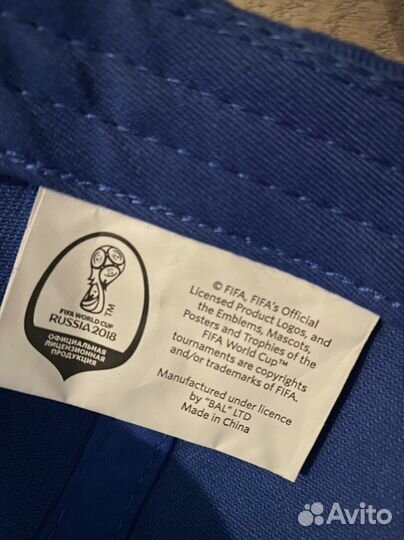 FIFA WORLD CUP
RUSSIA 2018
TM
ОФИЦИАЛЬНАЯ
ЛИЦЕНЗИОННАЯ
ПРОДУКЦИЯ
© FIFA, FIFA's Official
Licensed Product Logos, and
the Emblems, Mascots,
Posters and Trophies of the
FIFA World Cup™
tournaments are copyrights
and/or trademarks of FIFA.
Manufactured under licence
by "BAL" LTD
Made in China
Avito